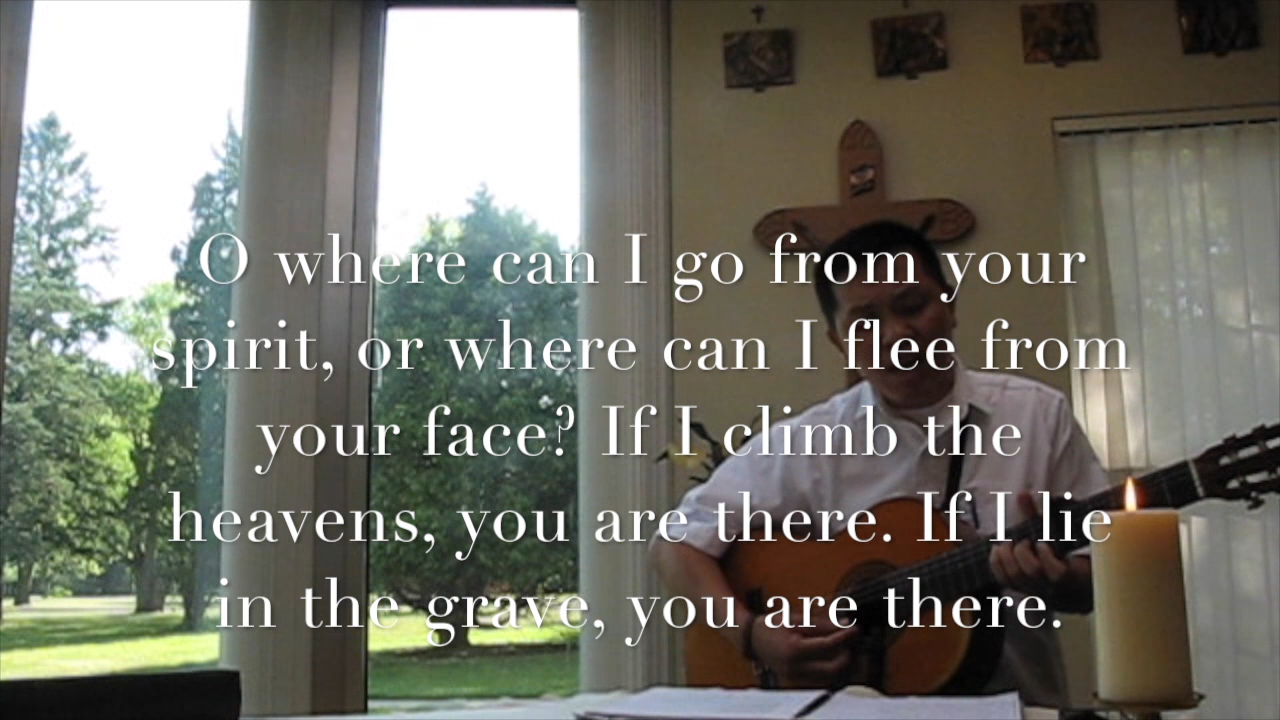 O where can I go from your
spirit, or where can I flee from
your face? If I climb the
heavens, you are there. If I lie
in the grave, you are there.